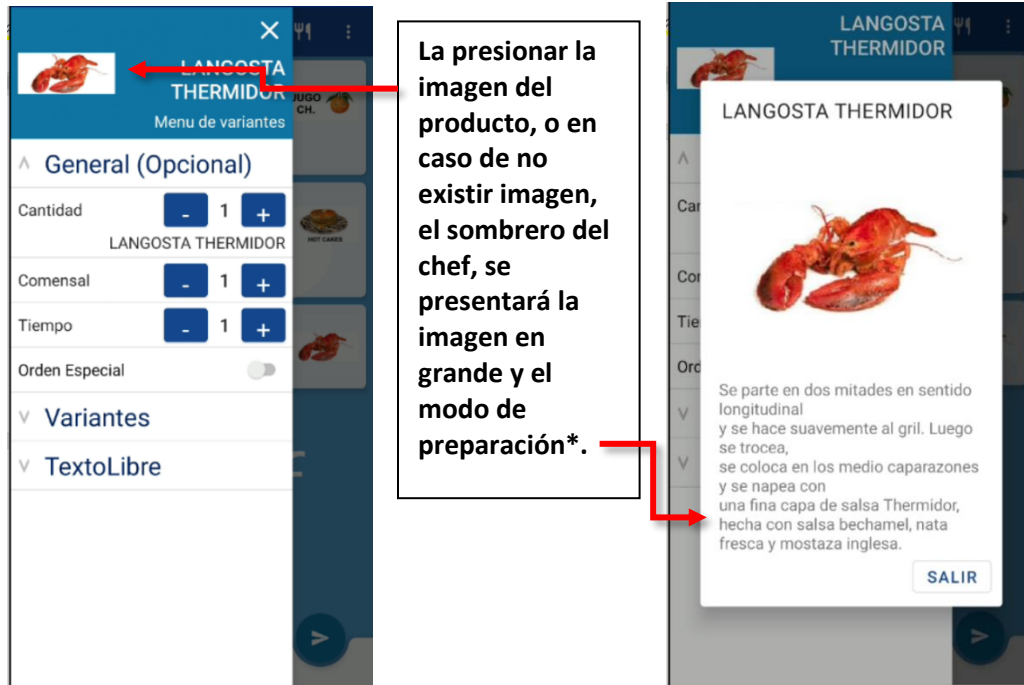 LANGOSTA
THERMIDOR
Menu de variantes
General (Opcional)
Cantidad - 1 +
LANGOSTA THERMIDOR
Comensal - 1 +
Tiempo - 1 +
Orden Especial
Variantes
TextoLibre
JUGO
CH.
HOT CAKES
La presionar la
imagen del
producto, o en
caso de no
existir imagen,
el sombrero del
chef, se
presentará la
imagen en
grande y el
modo de
preparación*.
LANGOSTA
THERMIDOR
Car
Cor
Tie
Ord
LANGOSTA THERMIDOR
Se parte en dos mitades en sentido
longitudinal
y se hace suavemente al gril. Luego
se trocea,
se coloca en los medio caparazones
y se napea con
una fina capa de salsa Thermidor,
hecha con salsa bechamel, nata
fresca y mostaza inglesa.
SALIR